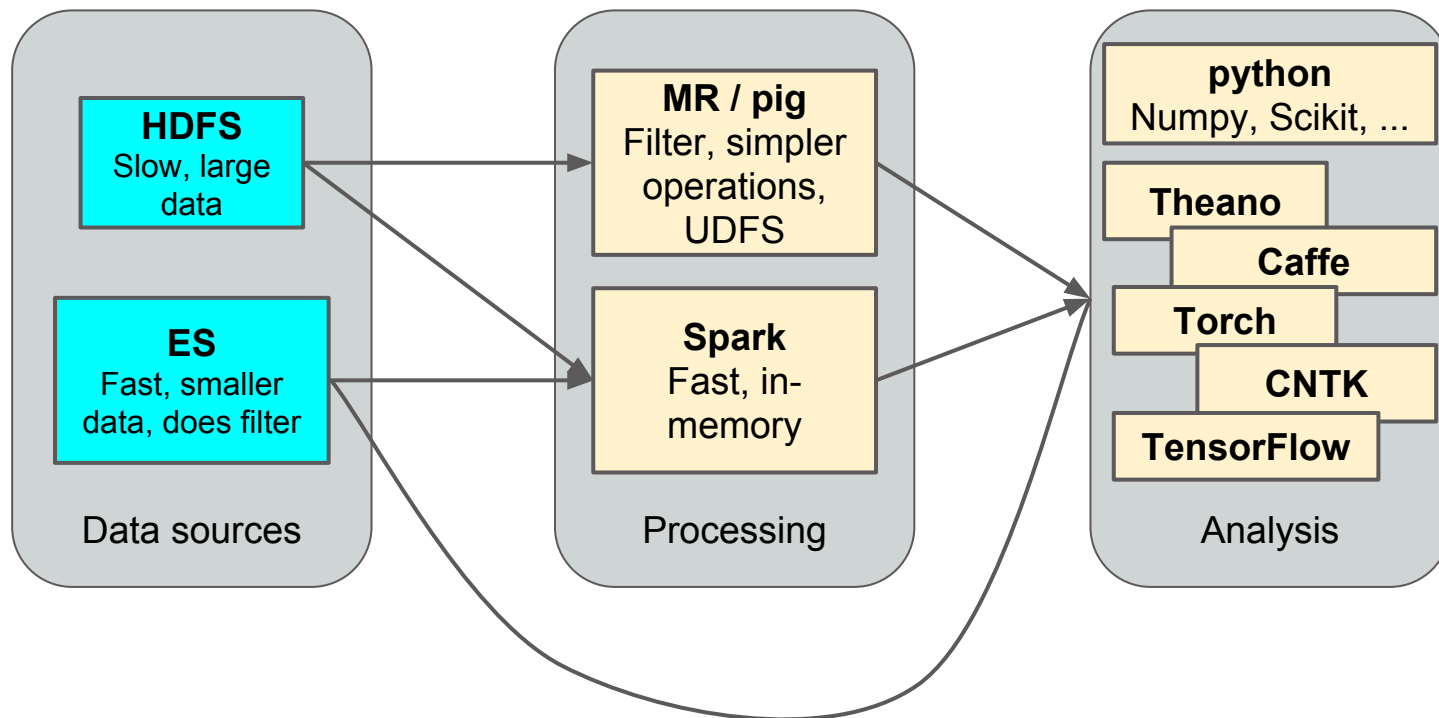 HDFS
Slow, large
data
ES
Fast, smaller
data, does filter
Data sources
MR / pig
Filter, simpler
operations,
UDFS
Spark
Fast, in-
memory
Processing
python
Numpy, Scikit, ...
Theano
Caffe
Torch
CNTK
TensorFlow
Analysis